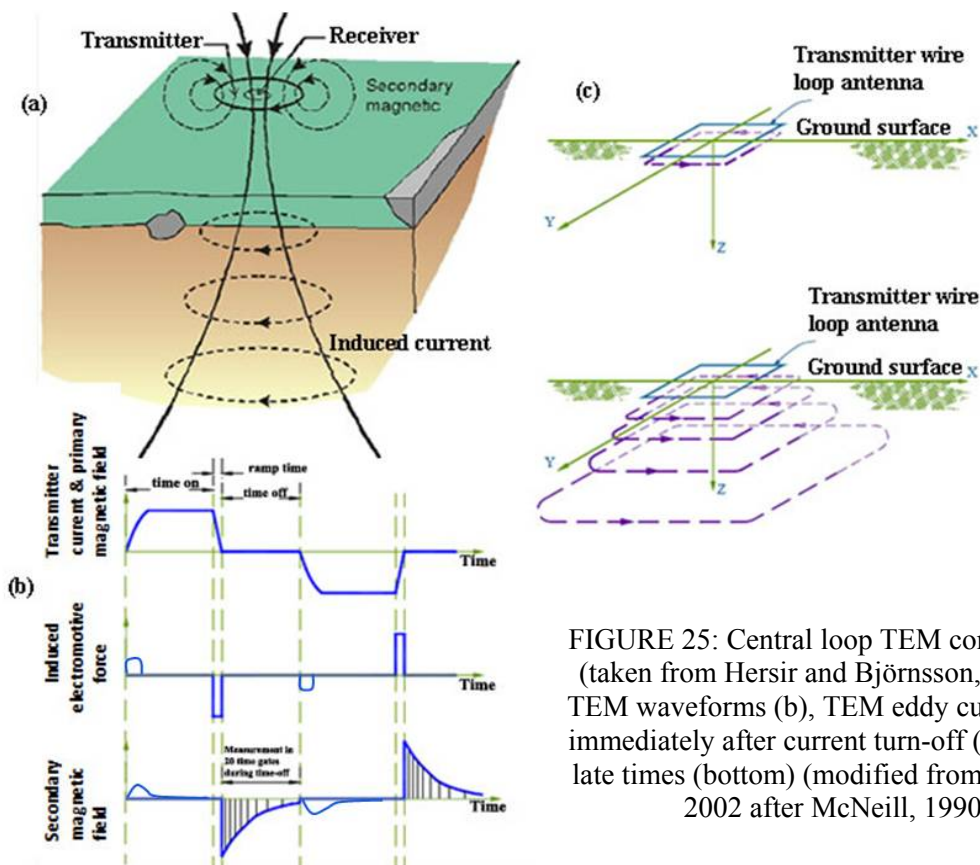 (a)
Transmitter
Receiver
Secondary
magnetic
Induced current
(b)
Transmitter
current & primary
magnetic field
ramp time
time on
time off
Time
Induced
electromotive
force
Time
Secondary
magnetic
field
Measurement in
20 time gates
during time-off
Time
(c)
Transmitter wire
loop antenna
Ground surface
X
Y
Z
Transmitter wire
loop antenna
Ground surface
X
Y
Z
FIGURE 25: Central loop TEM
(taken from Hersir and Björnsson,
TEM waveforms (b), TEM eddy
immediately after current turn-off (
late times (bottom) (modified from
2002 after McNeill, 1990